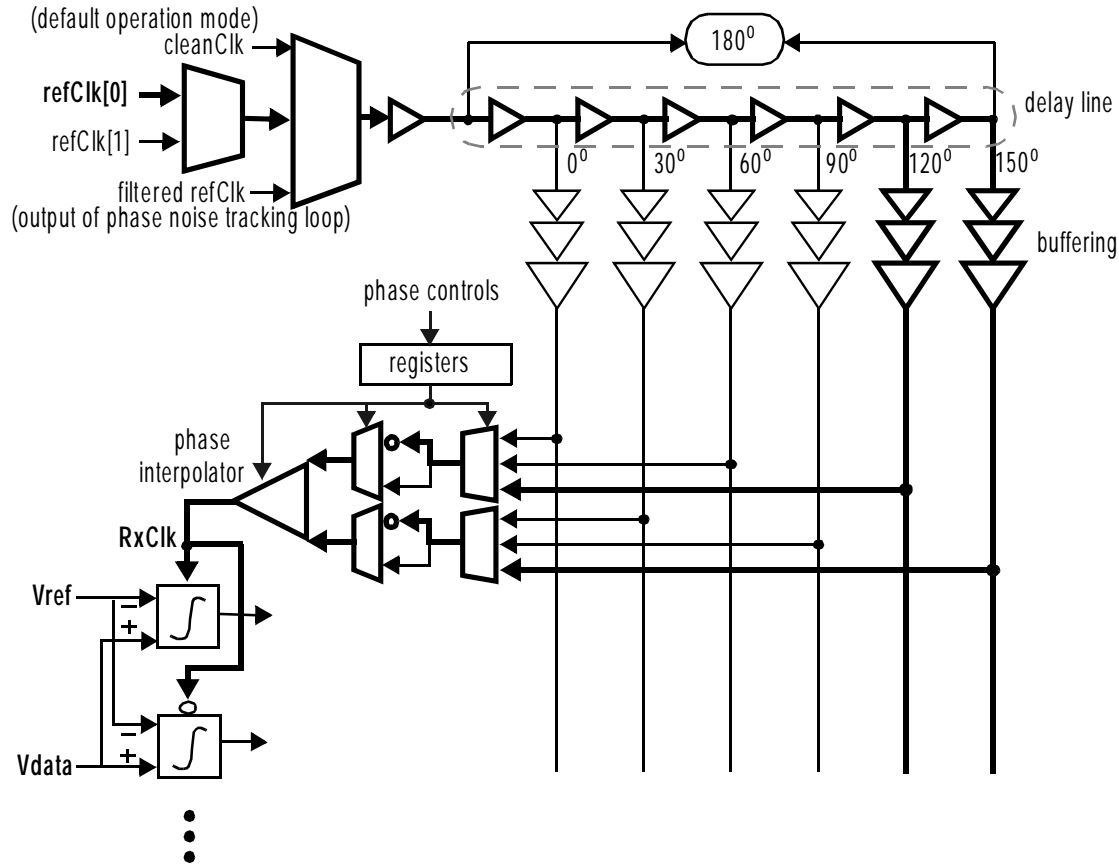 (default operation mode)
cleanClk
180⁰
refClk[0]
refClk[1]
delay line
0⁰ 30⁰ 60⁰ 90⁰ 120⁰ 150⁰
filtered refClk
(output of phase noise tracking loop)
buffering
phase controls
registers
phase
interpolator
RxClk
Vref
−
+
∫
−
+
∫
Vdata